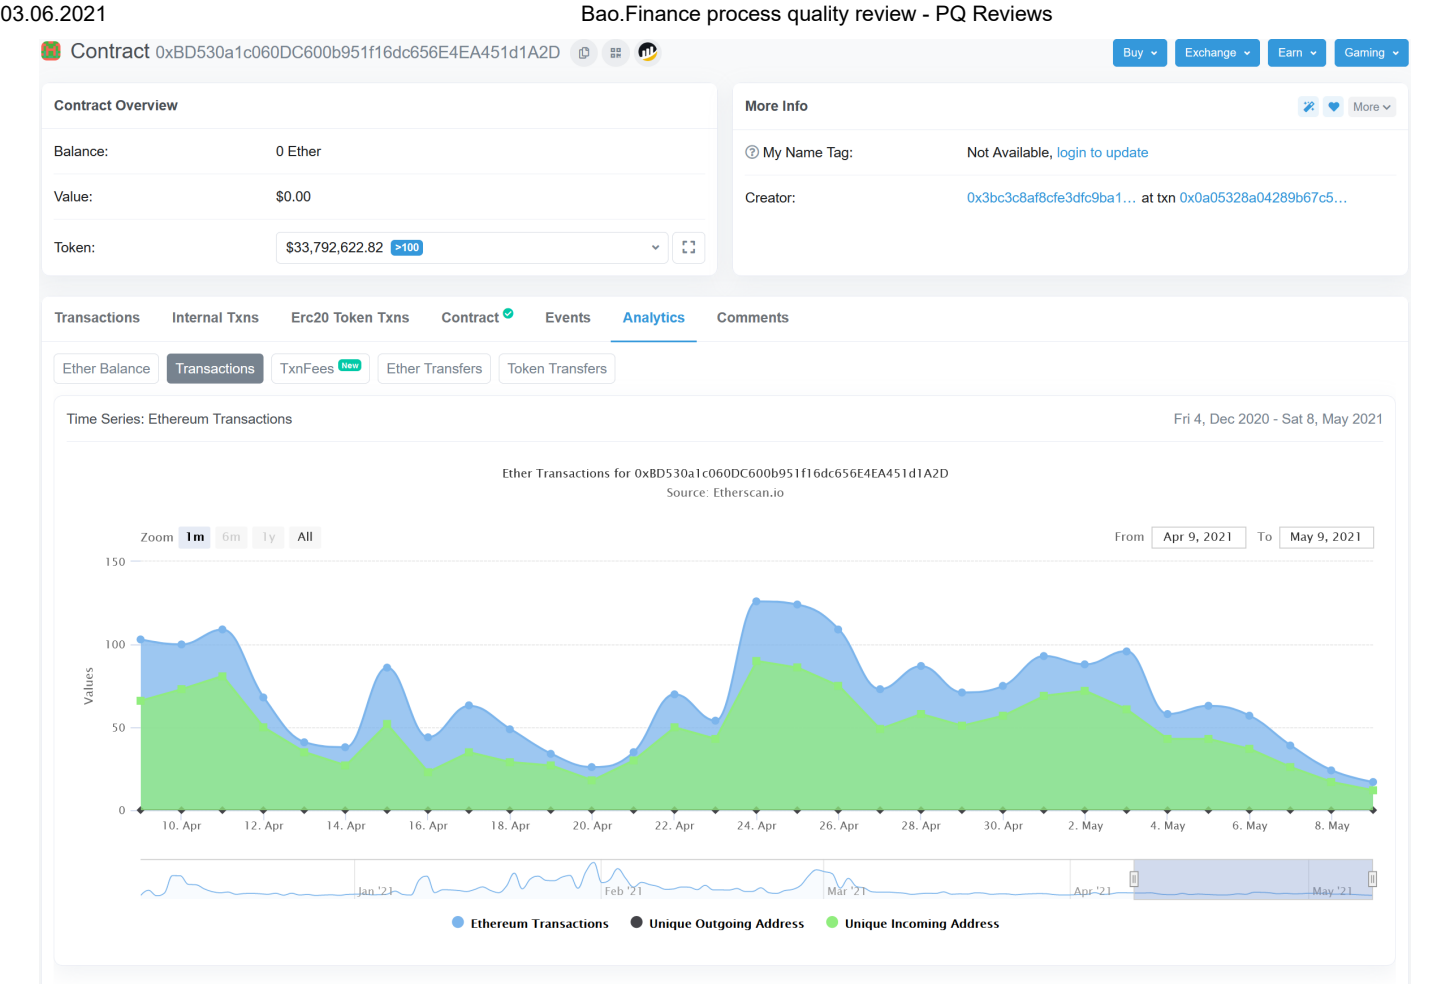 03.06.2021 Bao.Finance process quality review - PQ Reviews
Contract 0xBD530a1c060DC600b951f16dc656E4EA451d1A2D Buy Exchange Earn Gaming
Contract Overview
Balance: 0 Ether
Value: $0.00
Token: $33,792,622.82 >100
More Info More
My Name Tag: Not Available, login to update
Creator: 0x3bc3c8af8cfe3dfc9ba1... at txn 0x0a05328a04289b67c5...
Transactions Internal Txns Erc20 Token Txns Contract Events Analytics Comments
Ether Balance Transactions TxnFees New Ether Transfers Token Transfers
Time Series: Ethereum Transactions Fri 4, Dec 2020 - Sat 8, May 2021
Ether Transactions for 0xBD530a1c060DC600b951f16dc656E4EA451d1A2D
Source: Etherscan.io
Zoom 1m 6m 1y All From Apr 9, 2021 To May 9, 2021
150
100
50
0
Values
10. Apr 12. Apr 14. Apr 16. Apr 18. Apr 20. Apr 22. Apr 24. Apr 26. Apr 28. Apr 30. Apr 2. May 4. May 6. May 8. May
Jan '21 Feb '21 Mar '21 Apr '21 May '21
Ethereum Transactions Unique Outgoing Address Unique Incoming Address